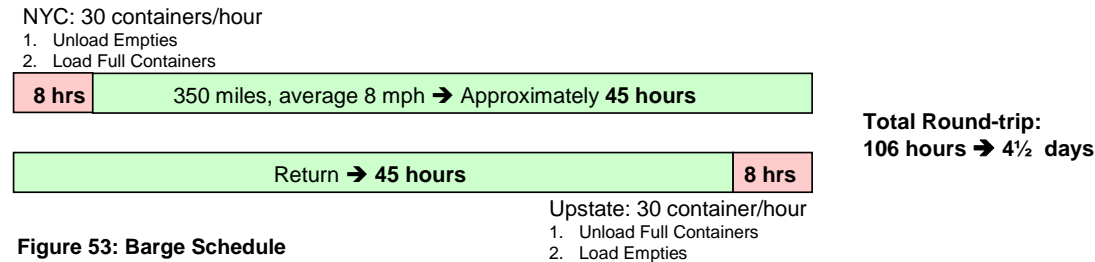 NYC: 30 containers/hour
1. Unload Empties
2. Load Full Containers
8 hrs
350 miles, average 8 mph ➔ Approximately 45 hours
Total Round-trip:
106 hours ➔ 4½ days
Return ➔ 45 hours
8 hrs
Upstate: 30 container/hour
1. Unload Full Containers
2. Load Empties
Figure 53: Barge Schedule